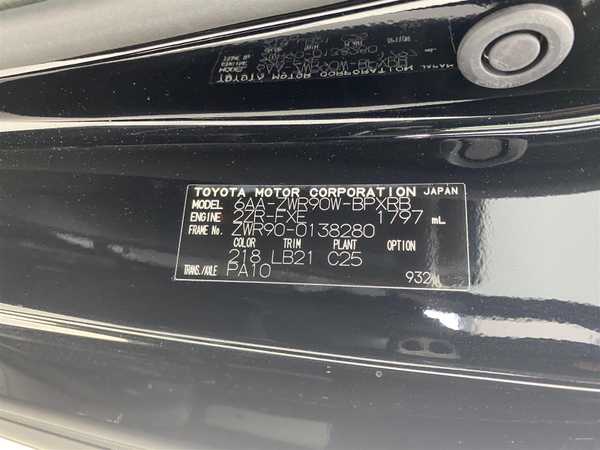 TOYOTA MOTOR CORPORATION JAPAN
MODEL 6AA-ZWR90W-BPXRB
ENGINE 2ZR-FXE 1797 mL
FRAME No. ZWR90-0138280
COLOR TRIM PLANT OPTION
218 LB21 C25
TRANS./AXLE PA10 932